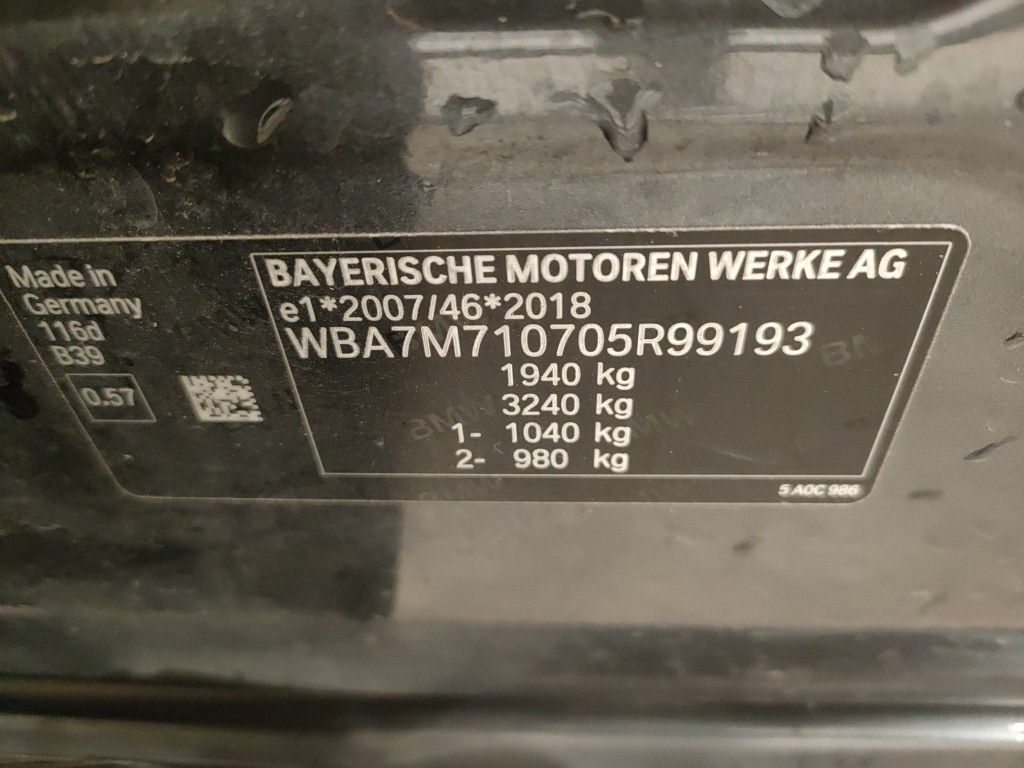 Made in
Germany
116d
B39
0.57
BAYERISCHE MOTOREN WERKE AG
e1*2007/46*2018
WBA7M710705R99193
1940 kg
3240 kg
1- 1040 kg
2- 980 kg
5 A0C 986